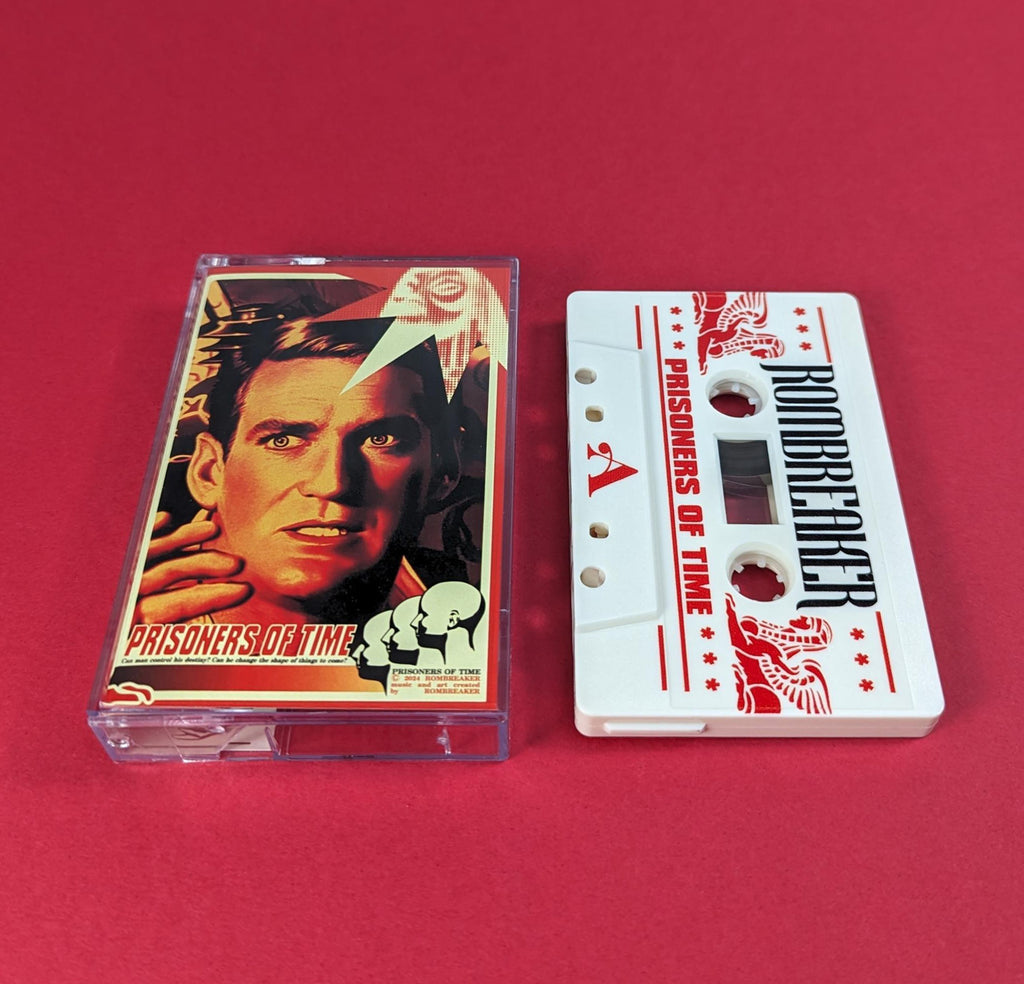 PRISONERS OF TIME
Can man control his destiny? Can he change the shape of things to come?
PRISONERS OF TIME
© 2024 ROMBREAKER
music and art created
by ROMBREAKER
A
*** PRISONERS OF TIME ***
ROMBREAKER